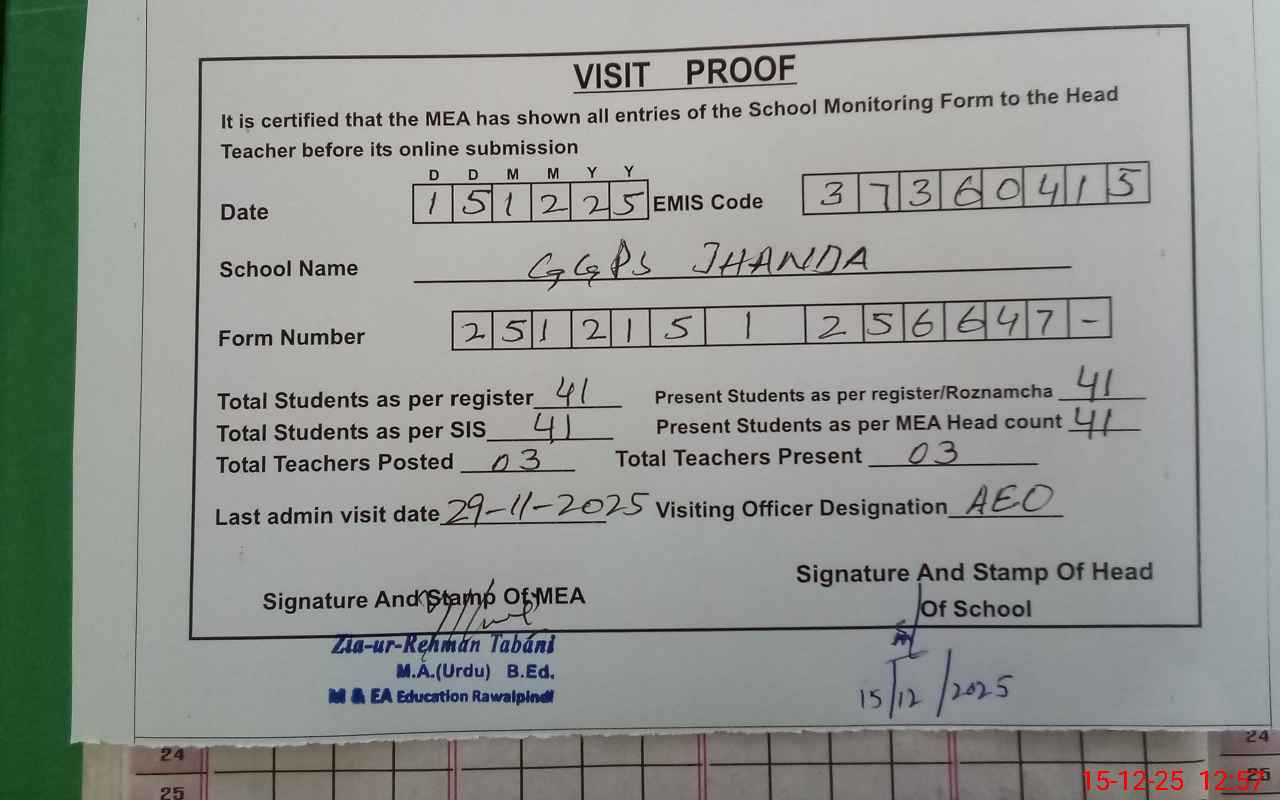 VISIT PROOF
It is certified that the MEA has shown all entries of the School Monitoring Form to the Head
Teacher before its online submission
D D M M Y Y
Date 1 5 1 2 2 5 EMIS Code 3 7 3 6 0 4 1 5
School Name GGPS JHANDA
Form Number 2 5 1 2 1 5 1 2 5 6 6 4 7 -
Total Students as per register 41 Present Students as per register/Roznamcha 41
Total Students as per SIS 41 Present Students as per MEA Head count 41
Total Teachers Posted 03 Total Teachers Present 03
Last admin visit date 29-11-2025 Visiting Officer Designation AEO
Signature And Stamp Of MEA Signature And Stamp Of Head
Of School
Zia-ur-Rehman Tabani
M.A.(Urdu) B.Ed.
M & EA Education Rawalpindi
15/12/2025
24 24
25 25
15-12-25 12:57